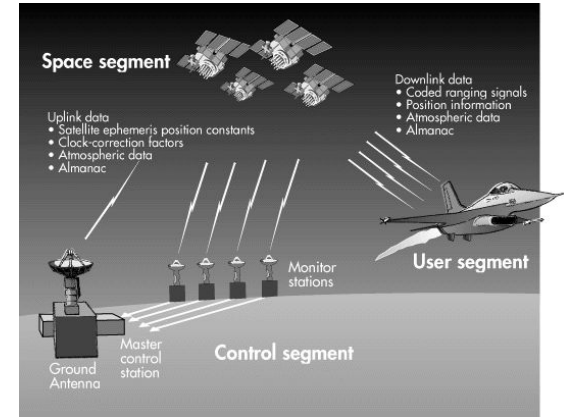 Space segment
Downlink data
• Coded ranging signals
• Position information
• Atmospheric data
• Almanac
Uplink data
• Satellite ephemeris position constants
• Clock-correction factors
• Atmospheric data
• Almanac
User segment
Monitor
stations
Master
control
station
Control segment
Ground
Antenna